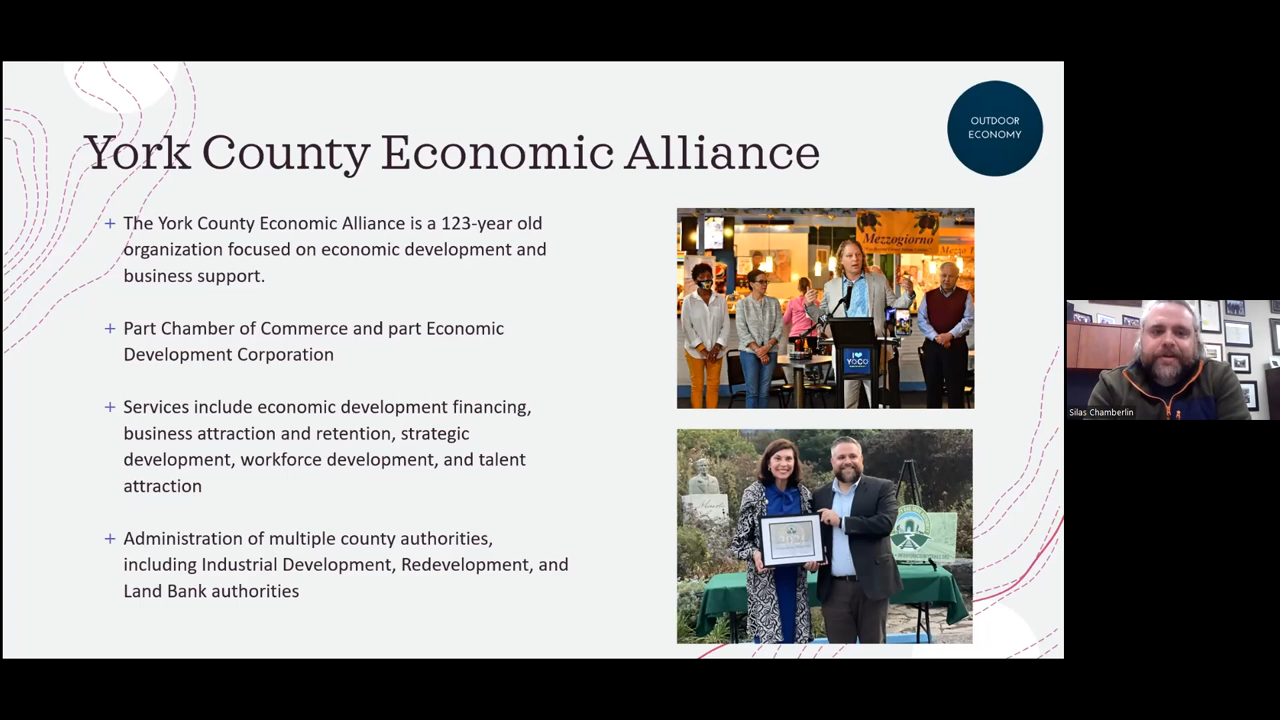 OUTDOOR
ECONOMY
York County Economic Alliance
+ The York County Economic Alliance is a 123-year old
organization focused on economic development and
business support.
+ Part Chamber of Commerce and part Economic
Development Corporation
+ Services include economic development financing,
business attraction and retention, strategic
development, workforce development, and talent
attraction
+ Administration of multiple county authorities,
including Industrial Development, Redevelopment, and
Land Bank authorities
Mezzogiorno
I
YOCO
Silas Chamberlin